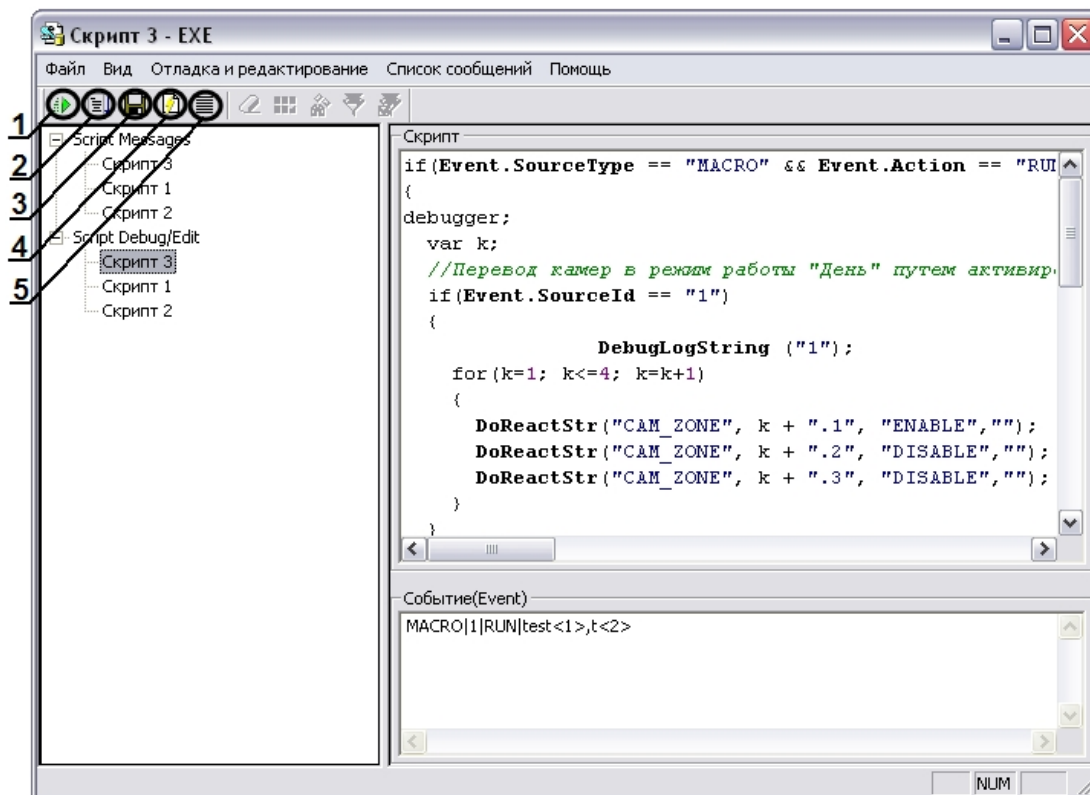 Скрипт 3 - EXE
Файл Вид Отладка и редактирование Список сообщений Помощь
1
2
3
4
5
Script Messages
Скрипт 3
Скрипт 1
Скрипт 2
Script Debug/Edit
Скрипт 3
Скрипт 1
Скрипт 2
Скрипт
if(Event.SourceType == "MACRO" && Event.Action == "RU
{
debugger;
var k;
//Перевод камер в режим работы "День" путем активир
if(Event.SourceId == "1")
{
DebugLogString ("1");
for(k=1; k<=4; k=k+1)
{
DoReactStr("CAM_ZONE", k + ".1", "ENABLE","");
DoReactStr("CAM_ZONE", k + ".2", "DISABLE","");
DoReactStr("CAM_ZONE", k + ".3", "DISABLE","");
}
}
Событие(Event)
MACRO|1|RUN|test<1>,t<2>
NUM